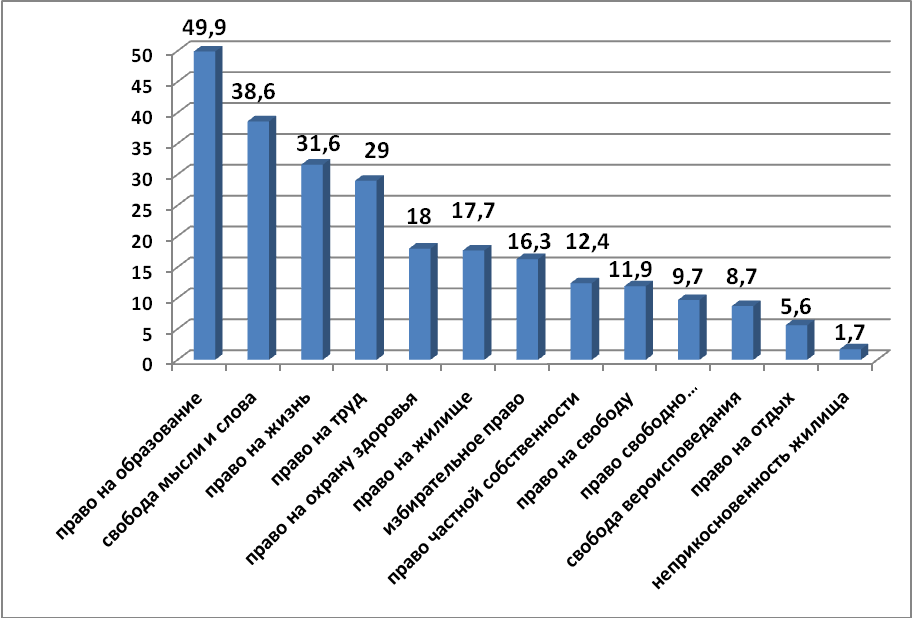 49,9
38,6
31,6
29
18
17,7
16,3
12,4
11,9
9,7
8,7
5,6
1,7
50
45
40
35
30
25
20
15
10
5
0
право на образование
свобода мысли и слова
право на жизнь
право на труд
право на охрану здоровья
право на жилище
избирательное право
право частной собственности
право на свободу
право свободно...
свобода вероисповедания
право на отдых
неприкосновенность жилища